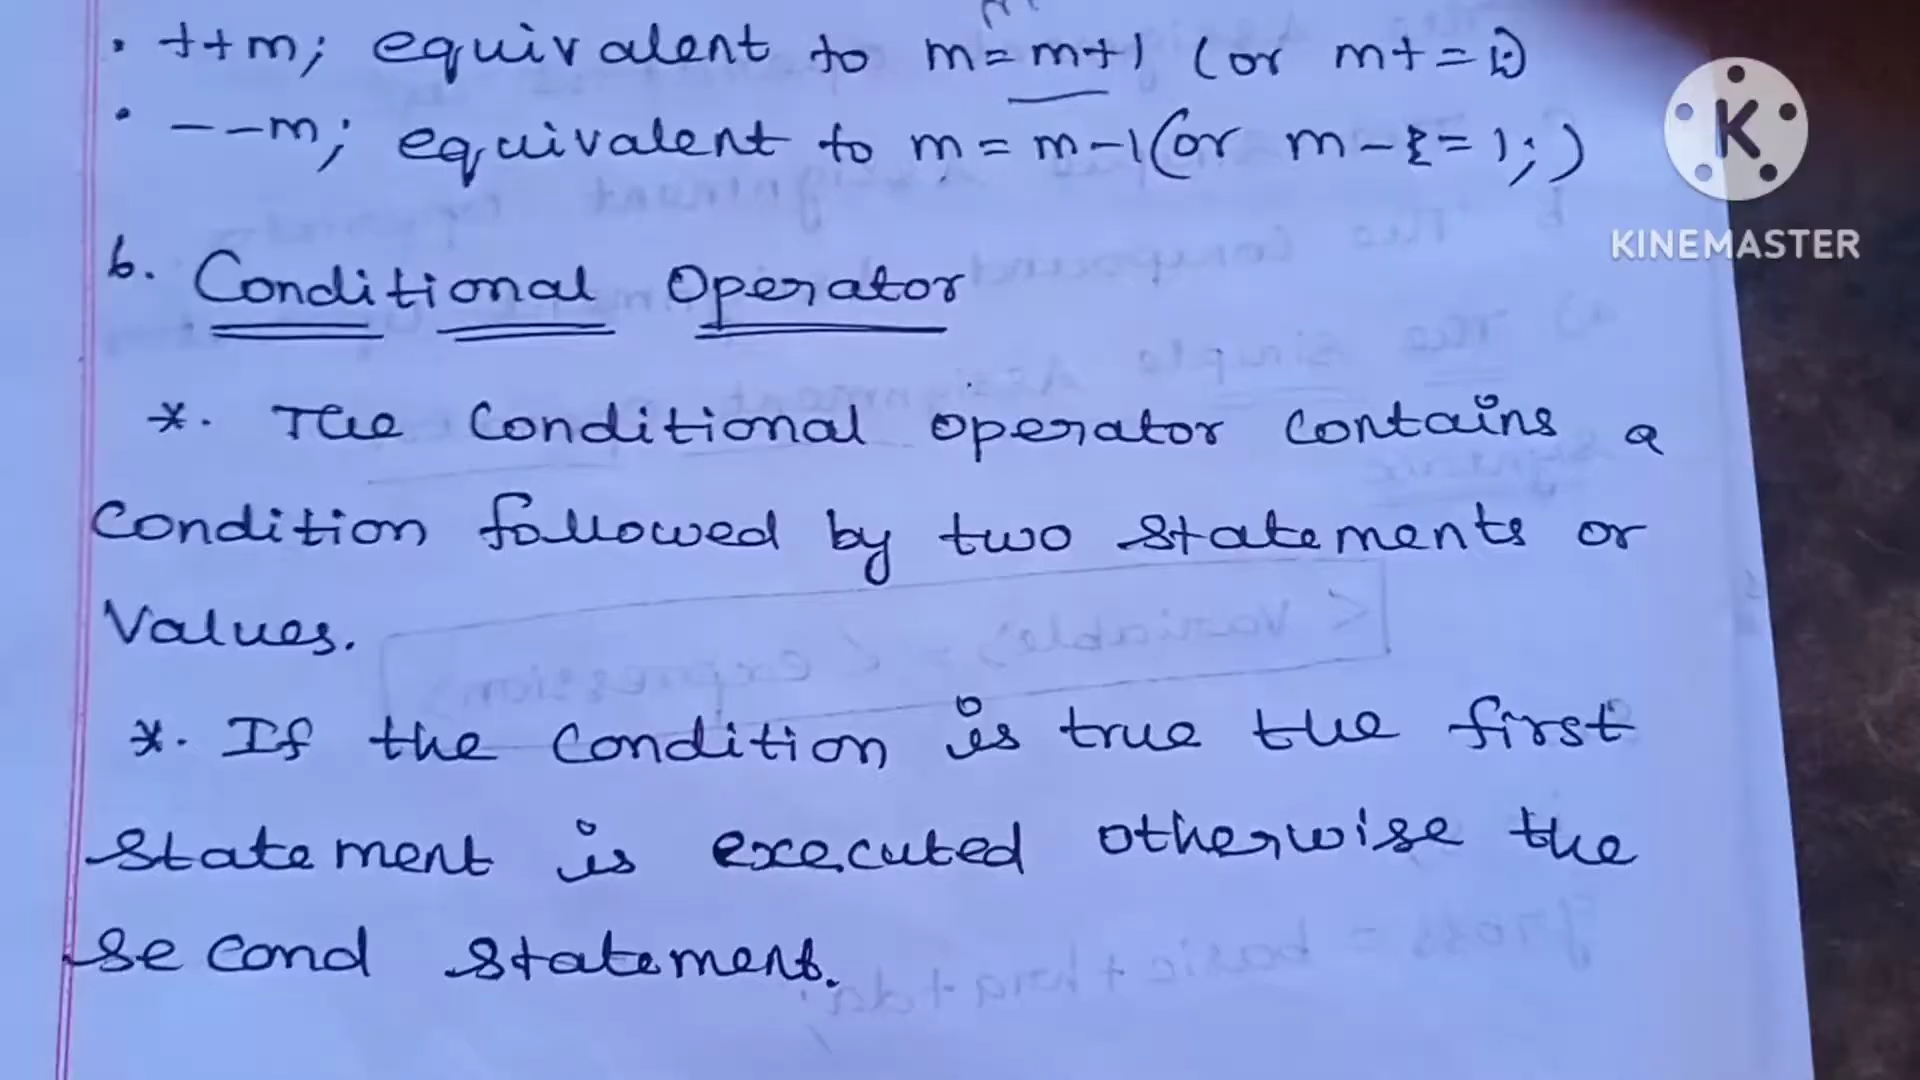 • ++m; equivalent to m=m+1 (or m+=1;)
• --m; equivalent to m=m-1(or m-=1;)
K
KINEMASTER
6. Conditional Operator
*. The Conditional operator contains a
Condition followed by two statements or
Values.
*. If the condition is true the first
statement is executed otherwise the
second statement.